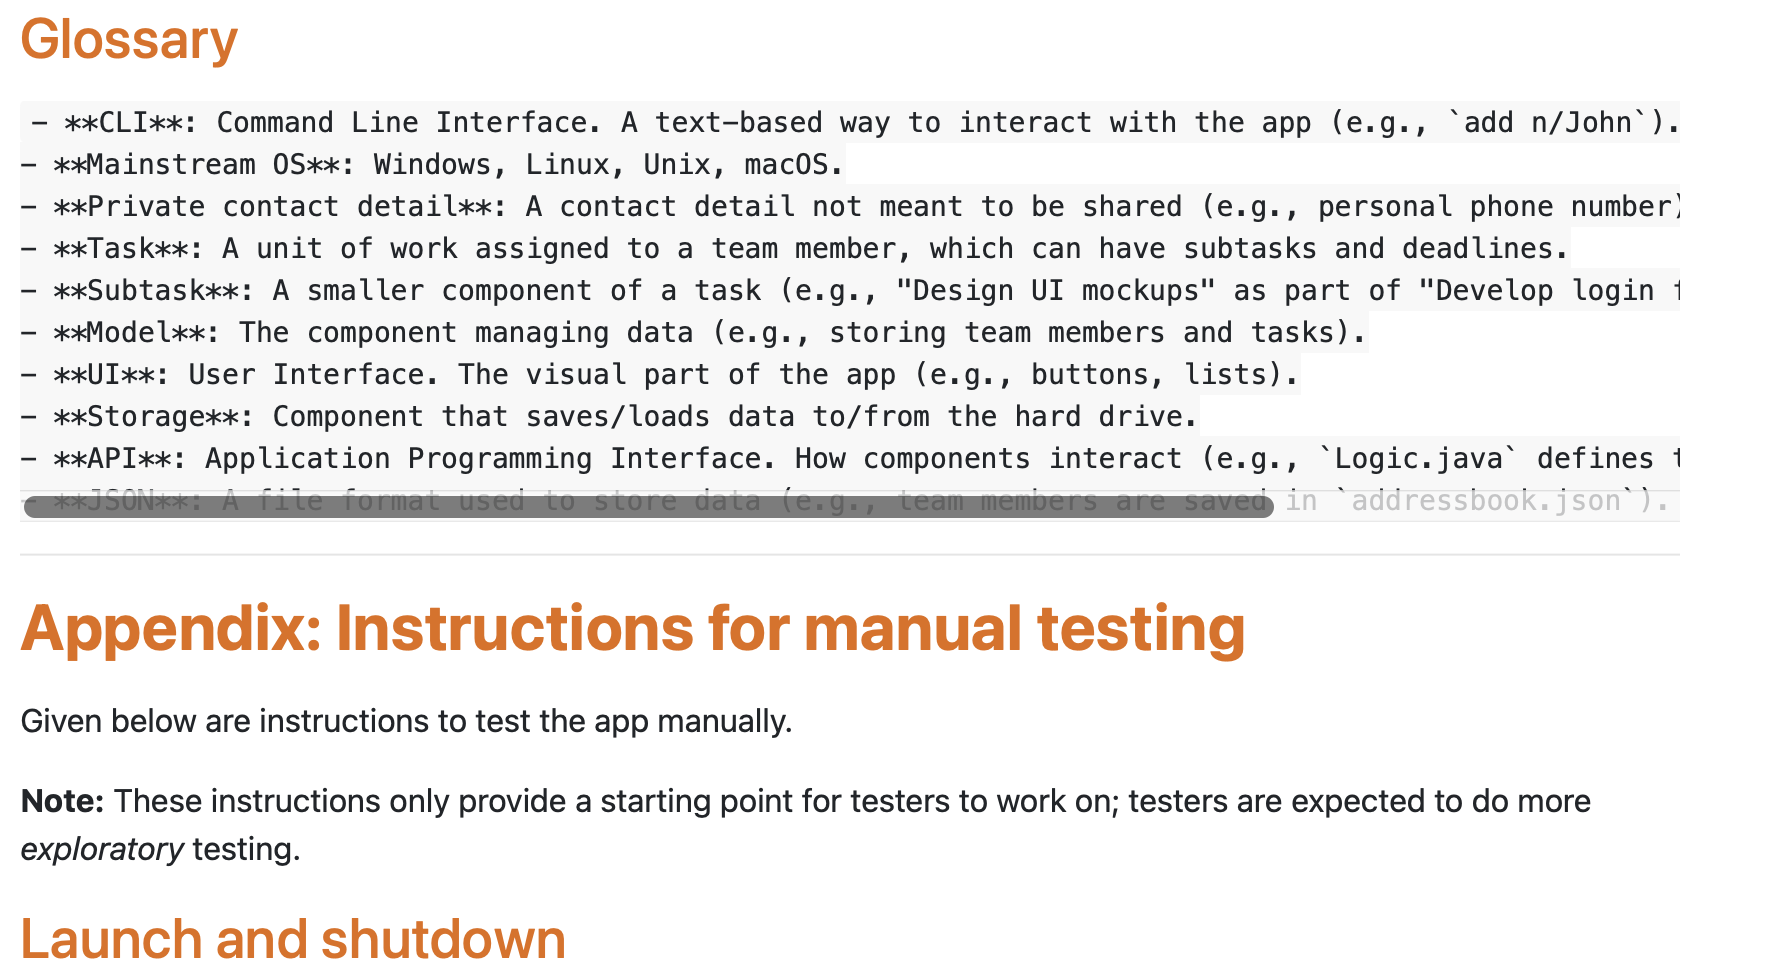 Glossary
- **CLI**: Command Line Interface. A text-based way to interact with the app (e.g., `add n/John`).
- **Mainstream OS**: Windows, Linux, Unix, macOS.
- **Private contact detail**: A contact detail not meant to be shared (e.g., personal phone number)
- **Task**: A unit of work assigned to a team member, which can have subtasks and deadlines.
- **Subtask**: A smaller component of a task (e.g., "Design UI mockups" as part of "Develop login
- **Model**: The component managing data (e.g., storing team members and tasks).
- **UI**: User Interface. The visual part of the app (e.g., buttons, lists).
- **Storage**: Component that saves/loads data to/from the hard drive.
- **API**: Application Programming Interface. How components interact (e.g., `Logic.java` defines
- **JSON**: A file format used to store data (e.g., team members are saved in `addressbook.json`).
Appendix: Instructions for manual testing
Given below are instructions to test the app manually.
Note: These instructions only provide a starting point for testers to work on; testers are expected to do more
exploratory testing.
Launch and shutdown